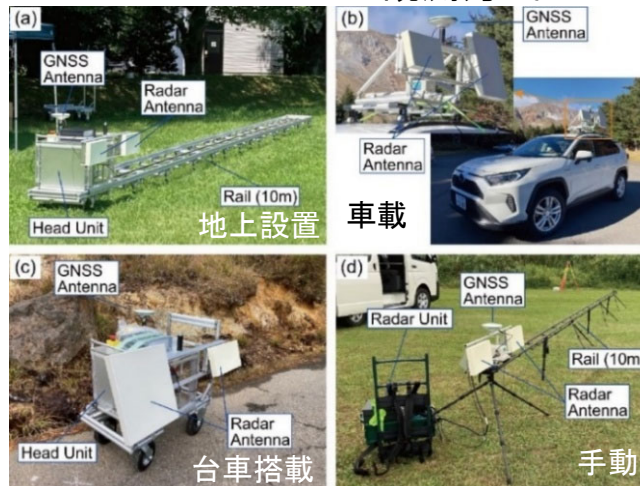 (a)
GNSS
Antenna
Radar
Antenna
Rail (10m)
Head Unit
地上設置
(b)
GNSS
Antenna
Radar
Antenna
車載
(c)
GNSS
Antenna
Radar
Antenna
Head Unit
台車搭載
(d)
GNSS
Antenna
Radar Unit
Rail (10m
Radar
Antenna
手動